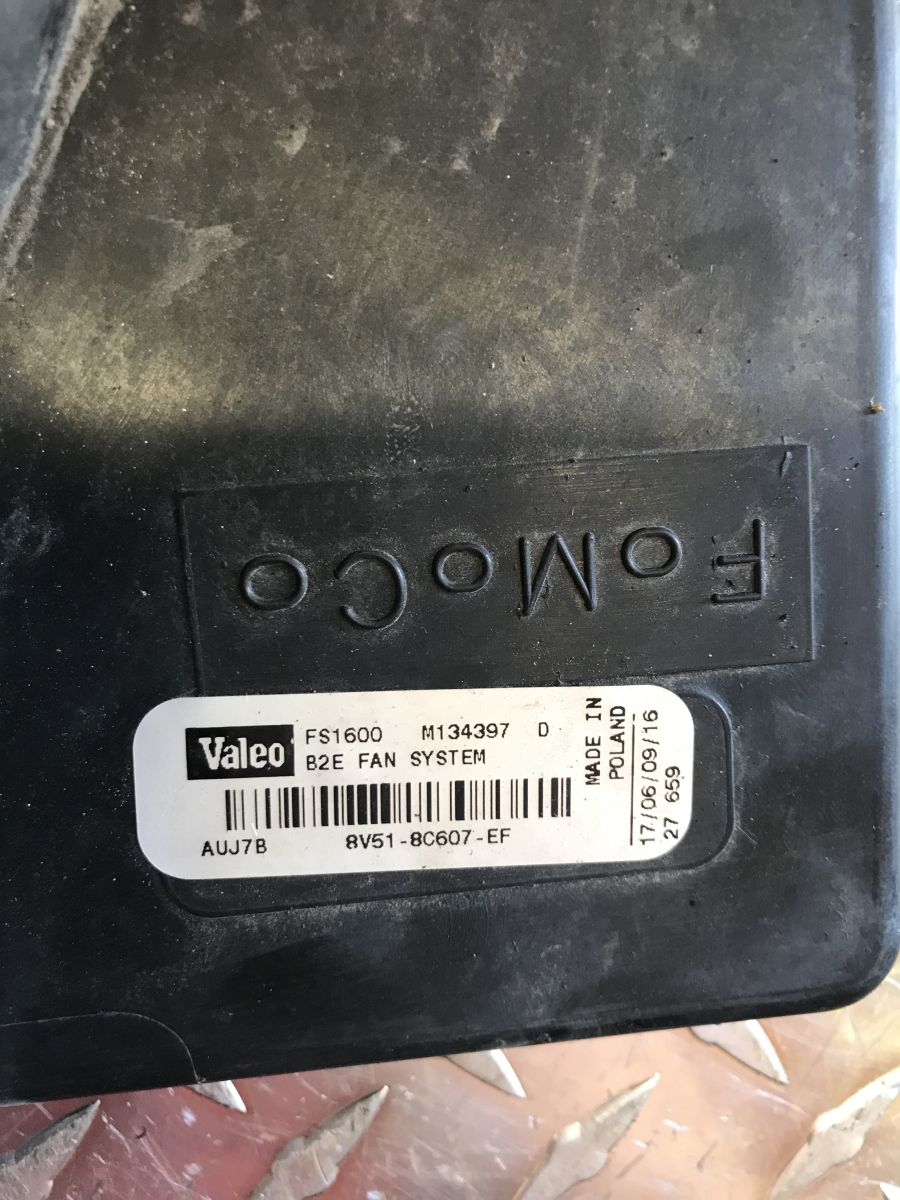 FoMoCo
Valeo
FS1600 M134397 D
B2E FAN SYSTEM
AUJ7B 8V51-8C607-EF
MADE IN
POLAND
17/06/09/16
27 659